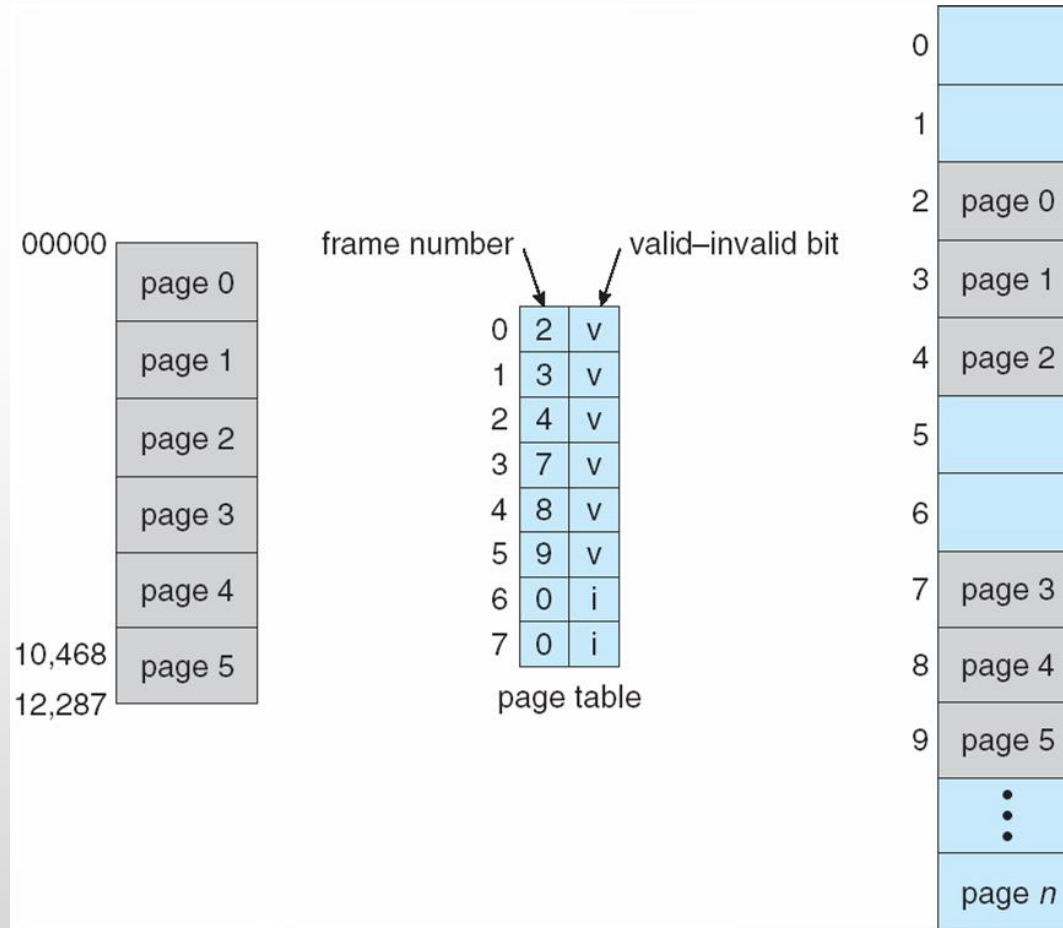 00000
page 0
page 1
page 2
page 3
page 4
10,468
page 5
12,287
frame number
valid–invalid bit
0 2 v
1 3 v
2 4 v
3 7 v
4 8 v
5 9 v
6 0 i
7 0 i
page table
0
1
2 page 0
3 page 1
4 page 2
5
6
7 page 3
8 page 4
9 page 5
page n